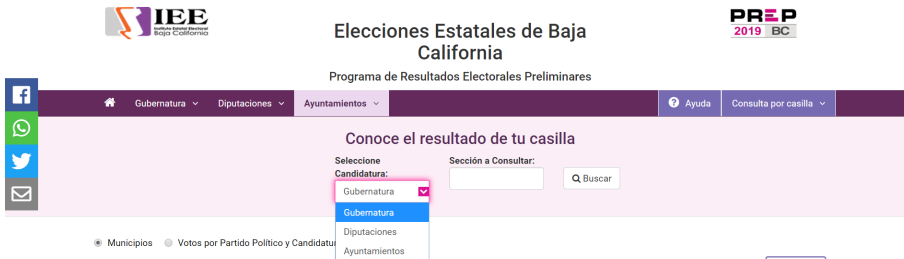 IEE
Instituto Estatal Electoral
Baja California
Elecciones Estatales de Baja
California
Programa de Resultados Electorales Preliminares
PREP
2019 BC
Gubernatura
Diputaciones
Ayuntamientos
Ayuda
Consulta por casilla
Conoce el resultado de tu casilla
Seleccione
Candidatura:
Sección a Consultar:
Gubernatura
Buscar
Gubernatura
Diputaciones
Ayuntamientos
Municipios
Votos por Partido Político y Candidatu